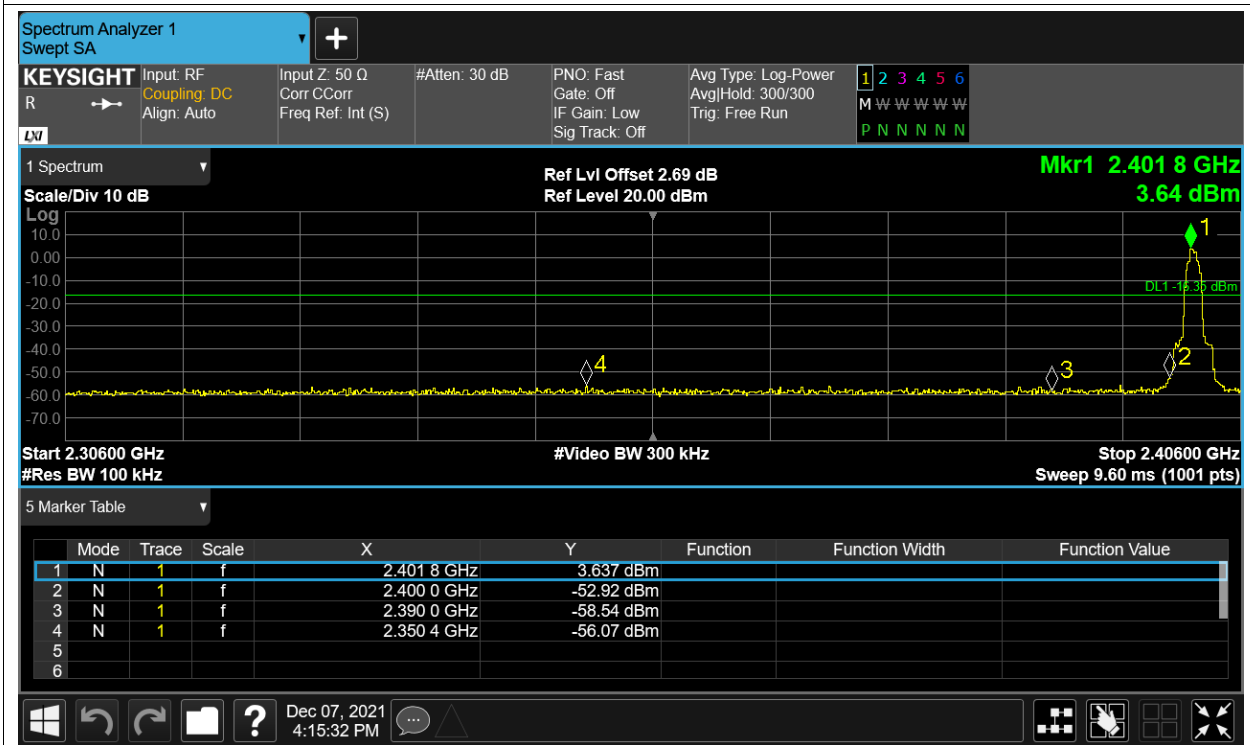 Spectrum Analyzer 1
Swept SA
+
KEYSIGHT Input: RF Input Z: 50 Ω #Atten: 30 dB PNO: Fast Avg Type: Log-Power 1 2 3 4 5 6
R Coupling: DC Corr CCorr Gate: Off Avg|Hold: 300/300 M W W W W W
Align: Auto Freq Ref: Int (S) IF Gain: Low Trig: Free Run
LXI Sig Track: Off P N N N N N
1 Spectrum Ref Lvl Offset 2.69 dB Mkr1 2.401 8 GHz
Scale/Div 10 dB Ref Level 20.00 dBm 3.64 dBm
Log
10.0 1
0.00
-10.0
DL1 -16.35 dBm
-20.0
-30.0
-40.0
4 3 2
-50.0
-60.0
-70.0
Start 2.30600 GHz #Video BW 300 kHz Stop 2.40600 GHz
#Res BW 100 kHz Sweep 9.60 ms (1001 pts)
5 Marker Table
Mode Trace Scale X Y Function Function Width Function Value
1 N 1 f 2.401 8 GHz 3.637 dBm
2 N 1 f 2.400 0 GHz -52.92 dBm
3 N 1 f 2.390 0 GHz -58.54 dBm
4 N 1 f 2.350 4 GHz -56.07 dBm
5
6
? Dec 07, 2021
4:15:32 PM